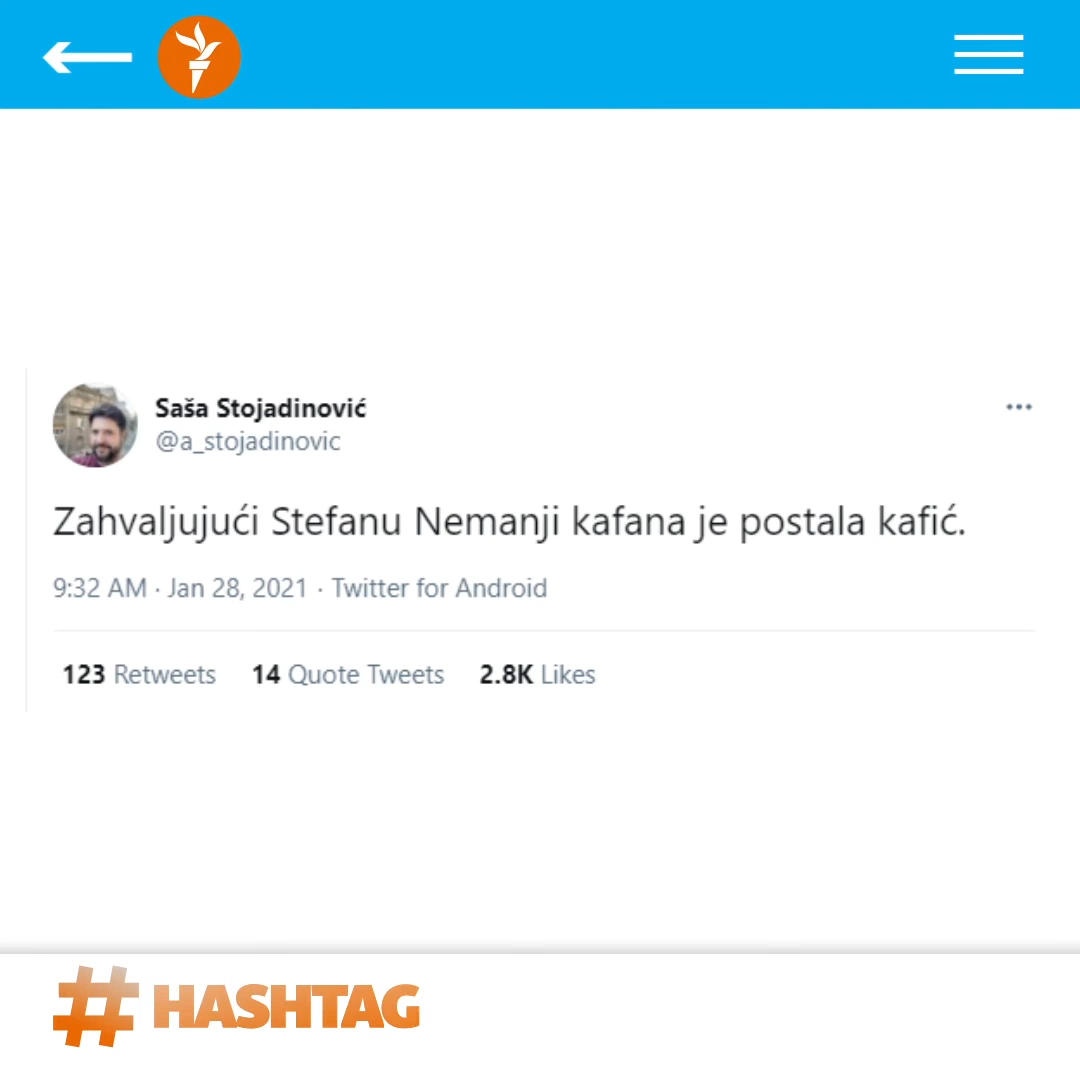 Saša Stojadinović
@a_stojadinovic
Zahvaljujući Stefanu Nemanji kafana je postala kafić.
9:32 AM · Jan 28, 2021 · Twitter for Android
123 Retweets 14 Quote Tweets 2.8K Likes
#HASHTAG